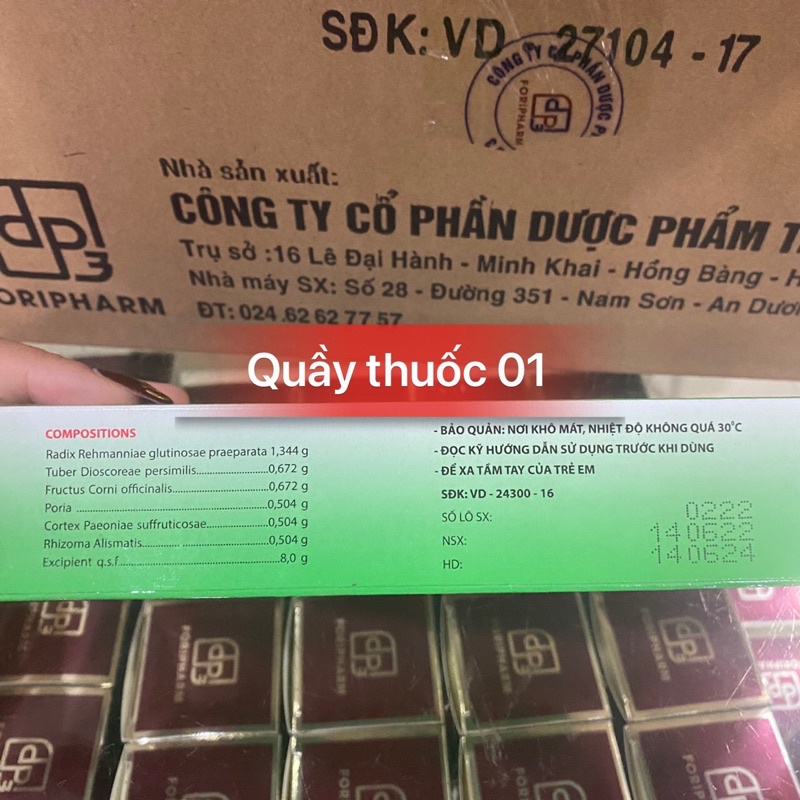 SĐK: VD - 27104 - 17
CÔNG TY CỔ PHẦN DƯỢC
FORIPHARM
Nhà sản xuất:
CÔNG TY CỔ PHẦN DƯỢC PHẨM
Trụ sở :16 Lê Đại Hành - Minh Khai - Hồng Bàng -
Nhà máy SX: Số 28 - Đường 351 - Nam Sơn - An
ĐT: 024.62 62 77 57
dp3
ORIPHARM
Quầy thuốc 01
COMPOSITIONS
Radix Rehmanniae glutinosae praeparata 1,344 g
Tuber Dioscoreae persimilis....................0,672 g
Fructus Corni officinalis.........................0,672 g
Poria .....................................................0,504 g
Cortex Paeoniae suffruticosae................0,504 g
Rhizoma Alismatis.................................0,504 g
Excipient q.s.f.......................................8,0 g
- BẢO QUẢN: NƠI KHÔ MÁT, NHIỆT ĐỘ KHÔNG QUÁ 30°C
- ĐỌC KỸ HƯỚNG DẪN SỬ DỤNG TRƯỚC KHI DÙNG
- ĐỂ XA TẦM TAY CỦA TRẺ EM
SĐK: VD - 24300 - 16
SỐ LÔ SX: 0222
NSX: 140622
HD: 140624
FORIPHARM
FORIPHARM
FORIPHARM
FORIPHARM